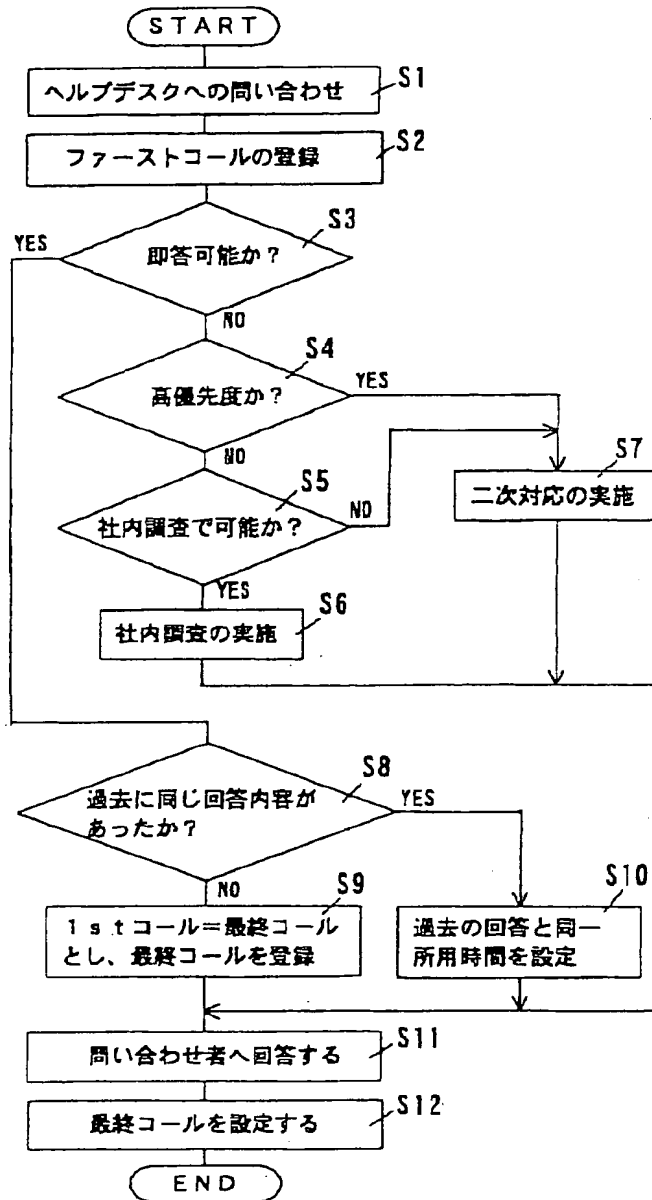 START
ヘルプデスクへの問い合わせ
S1
ファーストコールの登録
S2
S3
YES
即答可能か?
NO
S4
高優先度か?
YES
NO
S5
社内調査で可能か?
NO
S7
二次対応の実施
YES
S6
社内調査の実施
S8
過去に同じ回答内容が
あったか?
YES
NO
S9
1stコール=最終コール
とし、最終コールを登録
S10
過去の回答と同一
所用時間を設定
問い合わせ者へ回答する
S11
最終コールを設定する
S12
END